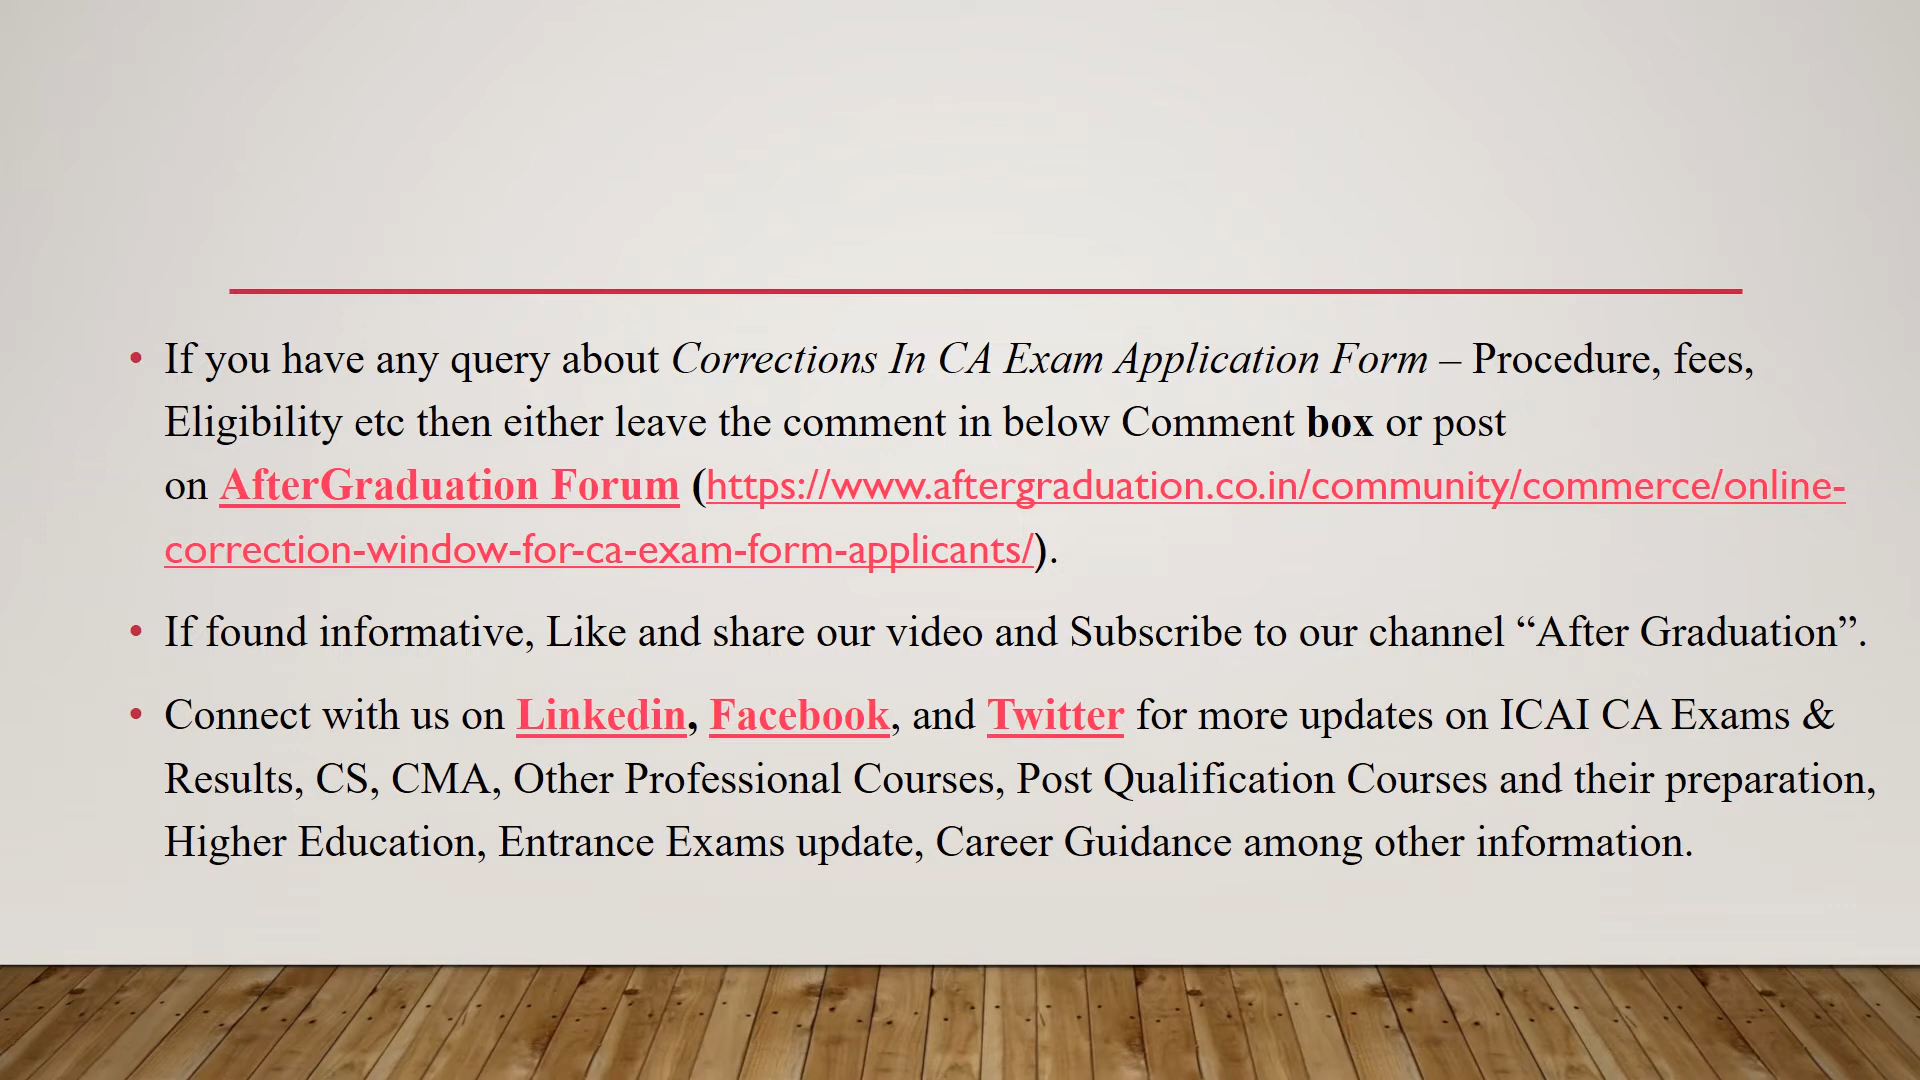 • If you have any query about Corrections In CA Exam Application Form – Procedure, fees,
Eligibility etc then either leave the comment in below Comment box or post
on AfterGraduation Forum (https://www.aftergraduation.co.in/community/commerce/online-
correction-window-for-ca-exam-form-applicants/).
• If found informative, Like and share our video and Subscribe to our channel “After Graduation”.
• Connect with us on Linkedin, Facebook, and Twitter for more updates on ICAI CA Exams &
Results, CS, CMA, Other Professional Courses, Post Qualification Courses and their preparation,
Higher Education, Entrance Exams update, Career Guidance among other information.